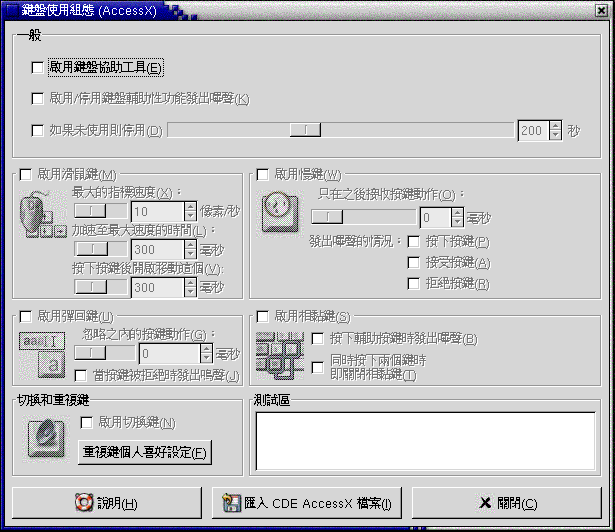 鍵盤使用組態 (AccessX)
一般
啟用鍵盤協助工具(E)
啟用/停用鍵盤輔助性功能發出嗶聲(K)
如果未使用則停用(D)
200 秒
啟用滑鼠鍵(M)
最大的指標速度(X)：
10 像素/秒
加速至最大速度的時間(L)：
300 毫秒
按下按鍵後開啟移動這個(V):
300 毫秒
啟用慢鍵(W)
只在之後接收按鍵動作(O)：
0 毫秒
發出嗶聲的情況：
按下按鍵(P)
接受按鍵(A)
拒絕按鍵(R)
啟用彈回鍵(U)
忽略之內的按鍵動作(G)：
0 毫秒
當按鍵被拒絕時發出鳴聲(J)
啟用相黏鍵(S)
按下輔助按鍵時發出嗶聲(B)
同時按下兩個鍵時
即關閉相黏鍵(T)
切換和重複鍵
啟用切換鍵(N)
重複鍵個人喜好設定(F)
測試區
說明(H)
匯入 CDE AccessX 檔案(I)
關閉(C)